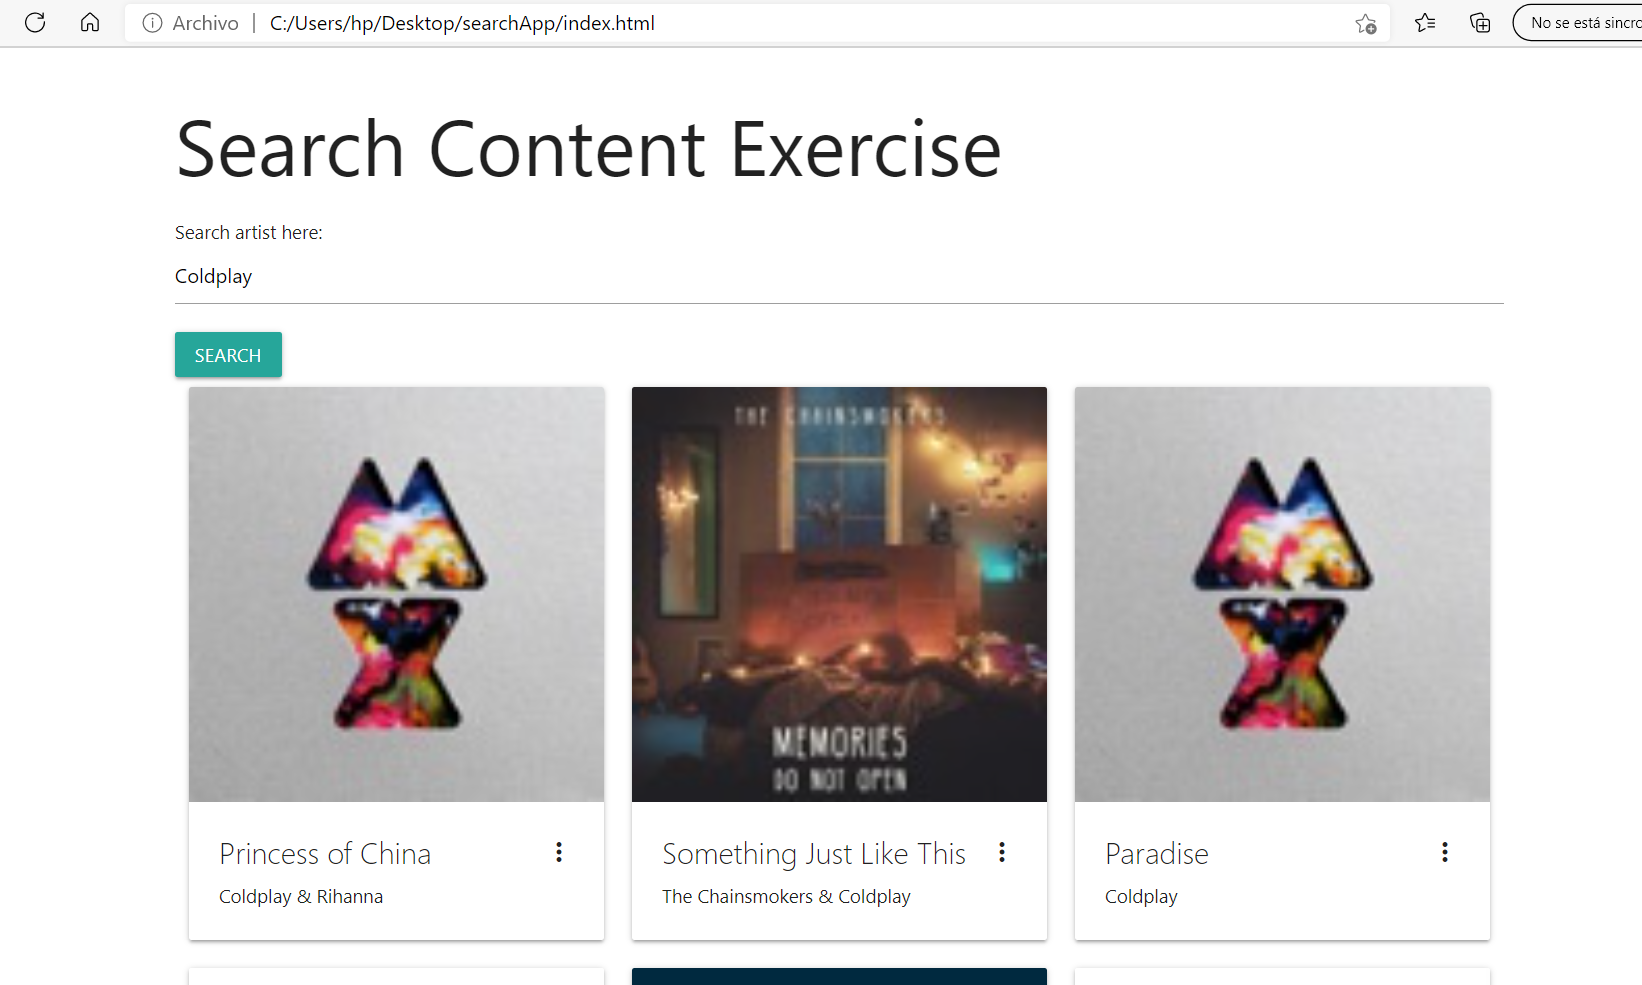 Archivo | C:/Users/hp/Desktop/searchApp/index.html
No se está sincro
Search Content Exercise
Search artist here:
Coldplay
SEARCH
THE CHAINSMOKERS
MEMORIES
DO NOT OPEN
Princess of China
Coldplay & Rihanna
Something Just Like This
The Chainsmokers & Coldplay
Paradise
Coldplay